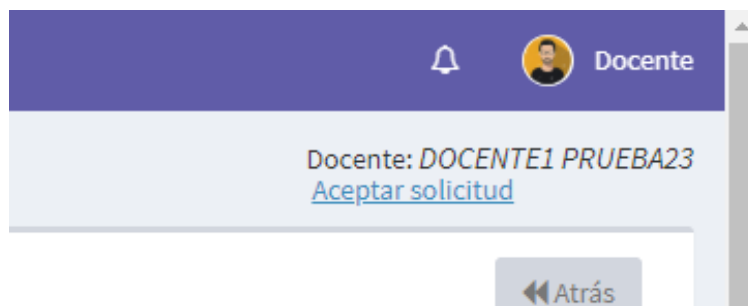 Docente
Docente: DOCENTE1 PRUEBA23
Aceptar solicitud
Atrás